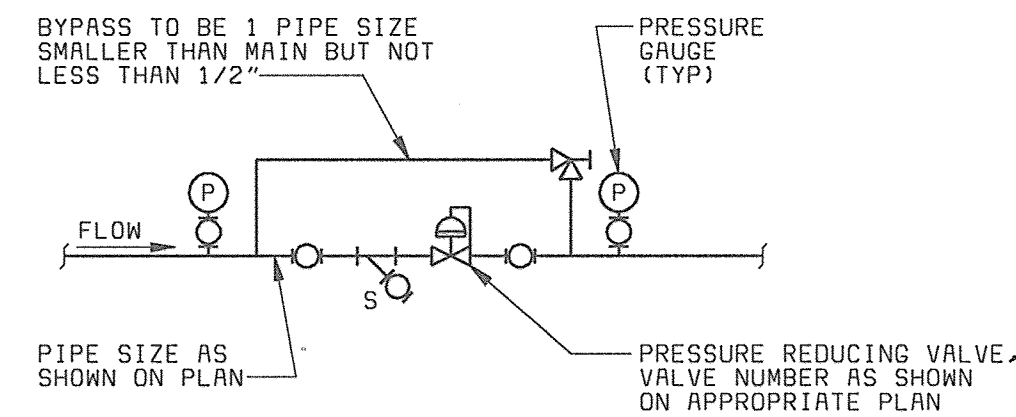 BYPASS TO BE 1 PIPE SIZE
SMALLER THAN MAIN BUT NOT
LESS THAN 1/2"
PRESSURE
GAUGE
(TYP)
P
P
FLOW
S
PIPE SIZE AS
SHOWN ON PLAN
PRESSURE REDUCING VALVE,
VALVE NUMBER AS SHOWN
ON APPROPRIATE PLAN